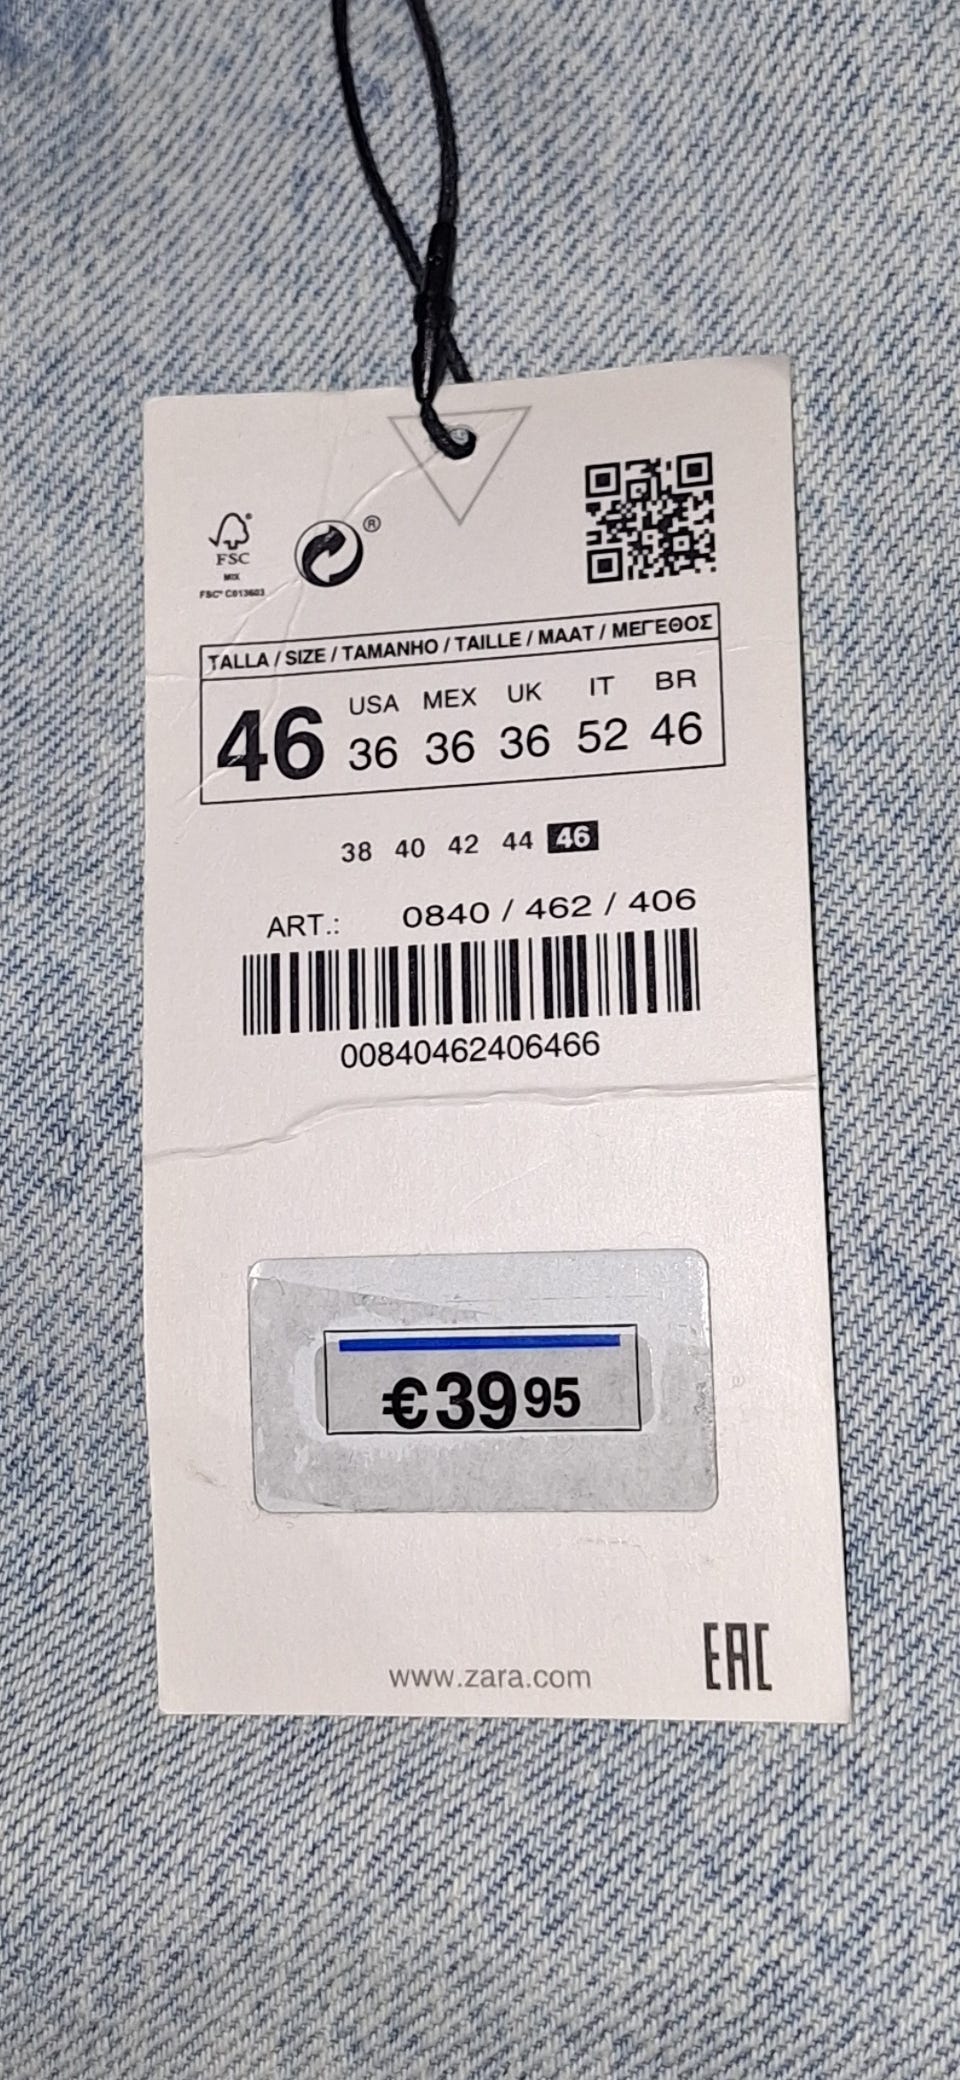 FSC
MIX
FSC® C013603
®
TALLA / SIZE / TAMANHO / TAILLE / MAAT / ΜΕΓΕΘΟΣ
46
USA MEX UK IT BR
36 36 36 52 46
38 40 42 44 46
ART.: 0840 / 462 / 406
00840462406466
€39 95
www.zara.com
EAC